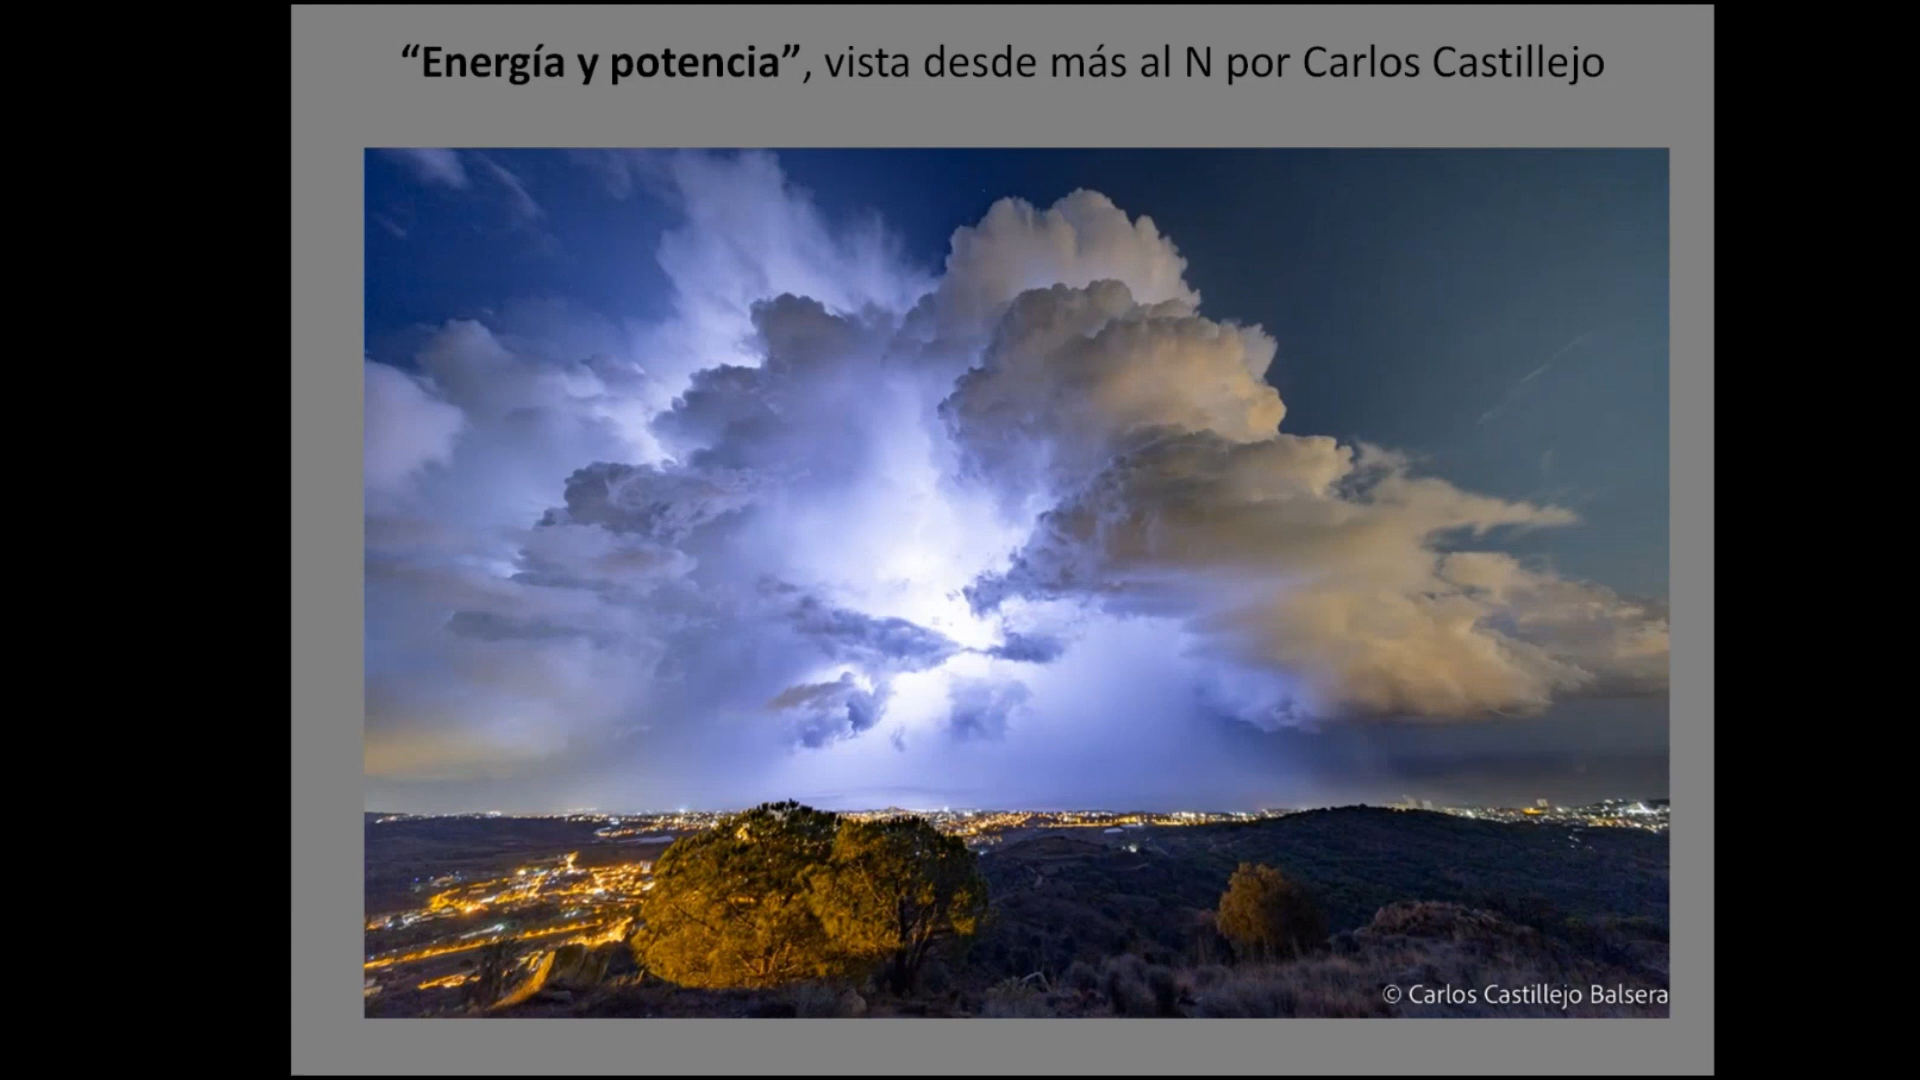 “Energía y potencia”, vista desde más al N por Carlos Castillejo
© Carlos Castillejo Balsera